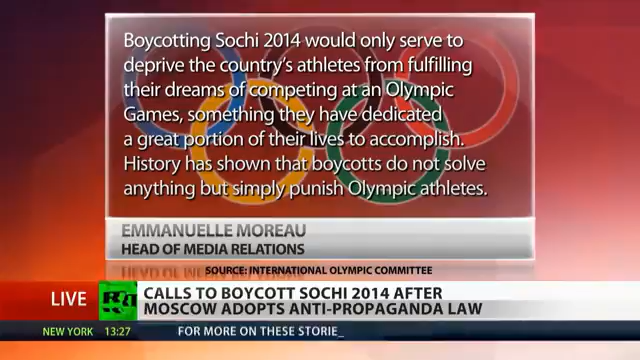 Boycotting Sochi 2014 would only serve to
deprive the country's athletes from fulfilling
their dreams of competing at an Olympic
Games, something they have dedicated
a great portion of their lives to accomplish.
History has shown that boycotts do not solve
anything but simply punish Olympic athletes.
EMMANUELLE MOREAU
HEAD OF MEDIA RELATIONS
SOURCE: INTERNATIONAL OLYMPIC COMMITTEE
LIVE
RT
CALLS TO BOYCOTT SOCHI 2014 AFTER
MOSCOW ADOPTS ANTI-PROPAGANDA LAW
NEW YORK 13:27 FOR MORE ON THESE STORIE_